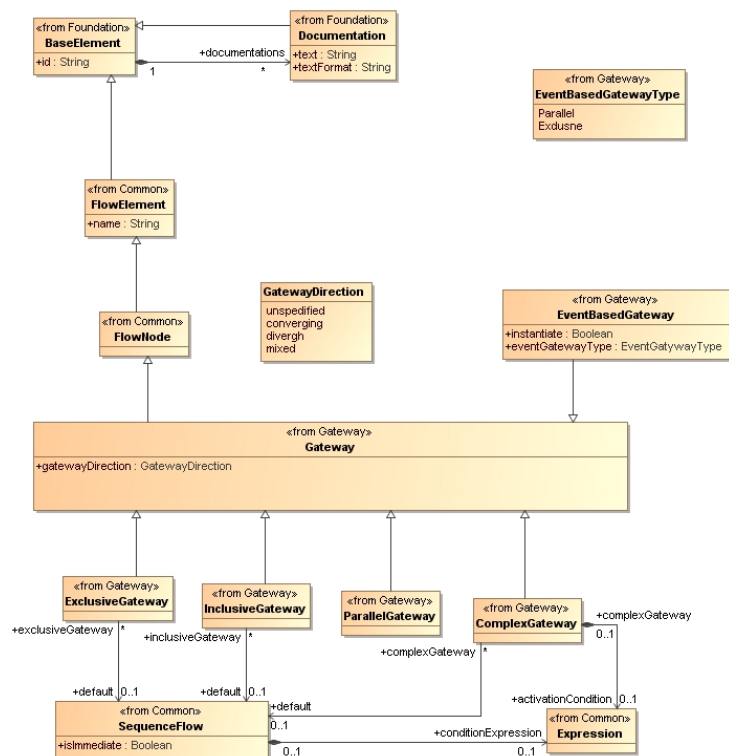 «from Foundation»
BaseElement
+id : String
«from Foundation»
Documentation
+text : String
+textFormat : String
+documentations
1
*
«from Gateway»
EventBasedGatewayType
Parallel
Exdusne
«from Common»
FlowElement
+name : String
GatewayDirection
unspedified
converging
divergh
mixed
«from Gateway»
EventBasedGateway
+instantiate : Boolean
+eventGatewayType : EventGatywayType
«from Common»
FlowNode
«from Gateway»
Gateway
+gatewayDirection : GatewayDirection
«from Gateway»
ExclusiveGateway
«from Gateway»
InclusiveGateway
«from Gateway»
ParallelGateway
«from Gateway»
ComplexGateway
+exclusiveGateway
*
+inclusiveGateway
*
+complexGateway
*
+complexGateway
0..1
+default
0..1
+default
0..1
+default
0..1
+activationCondition
0..1
«from Common»
SequenceFlow
+isImmediate : Boolean
+conditionExpression
0..1
0..1
«from Common»
Expression